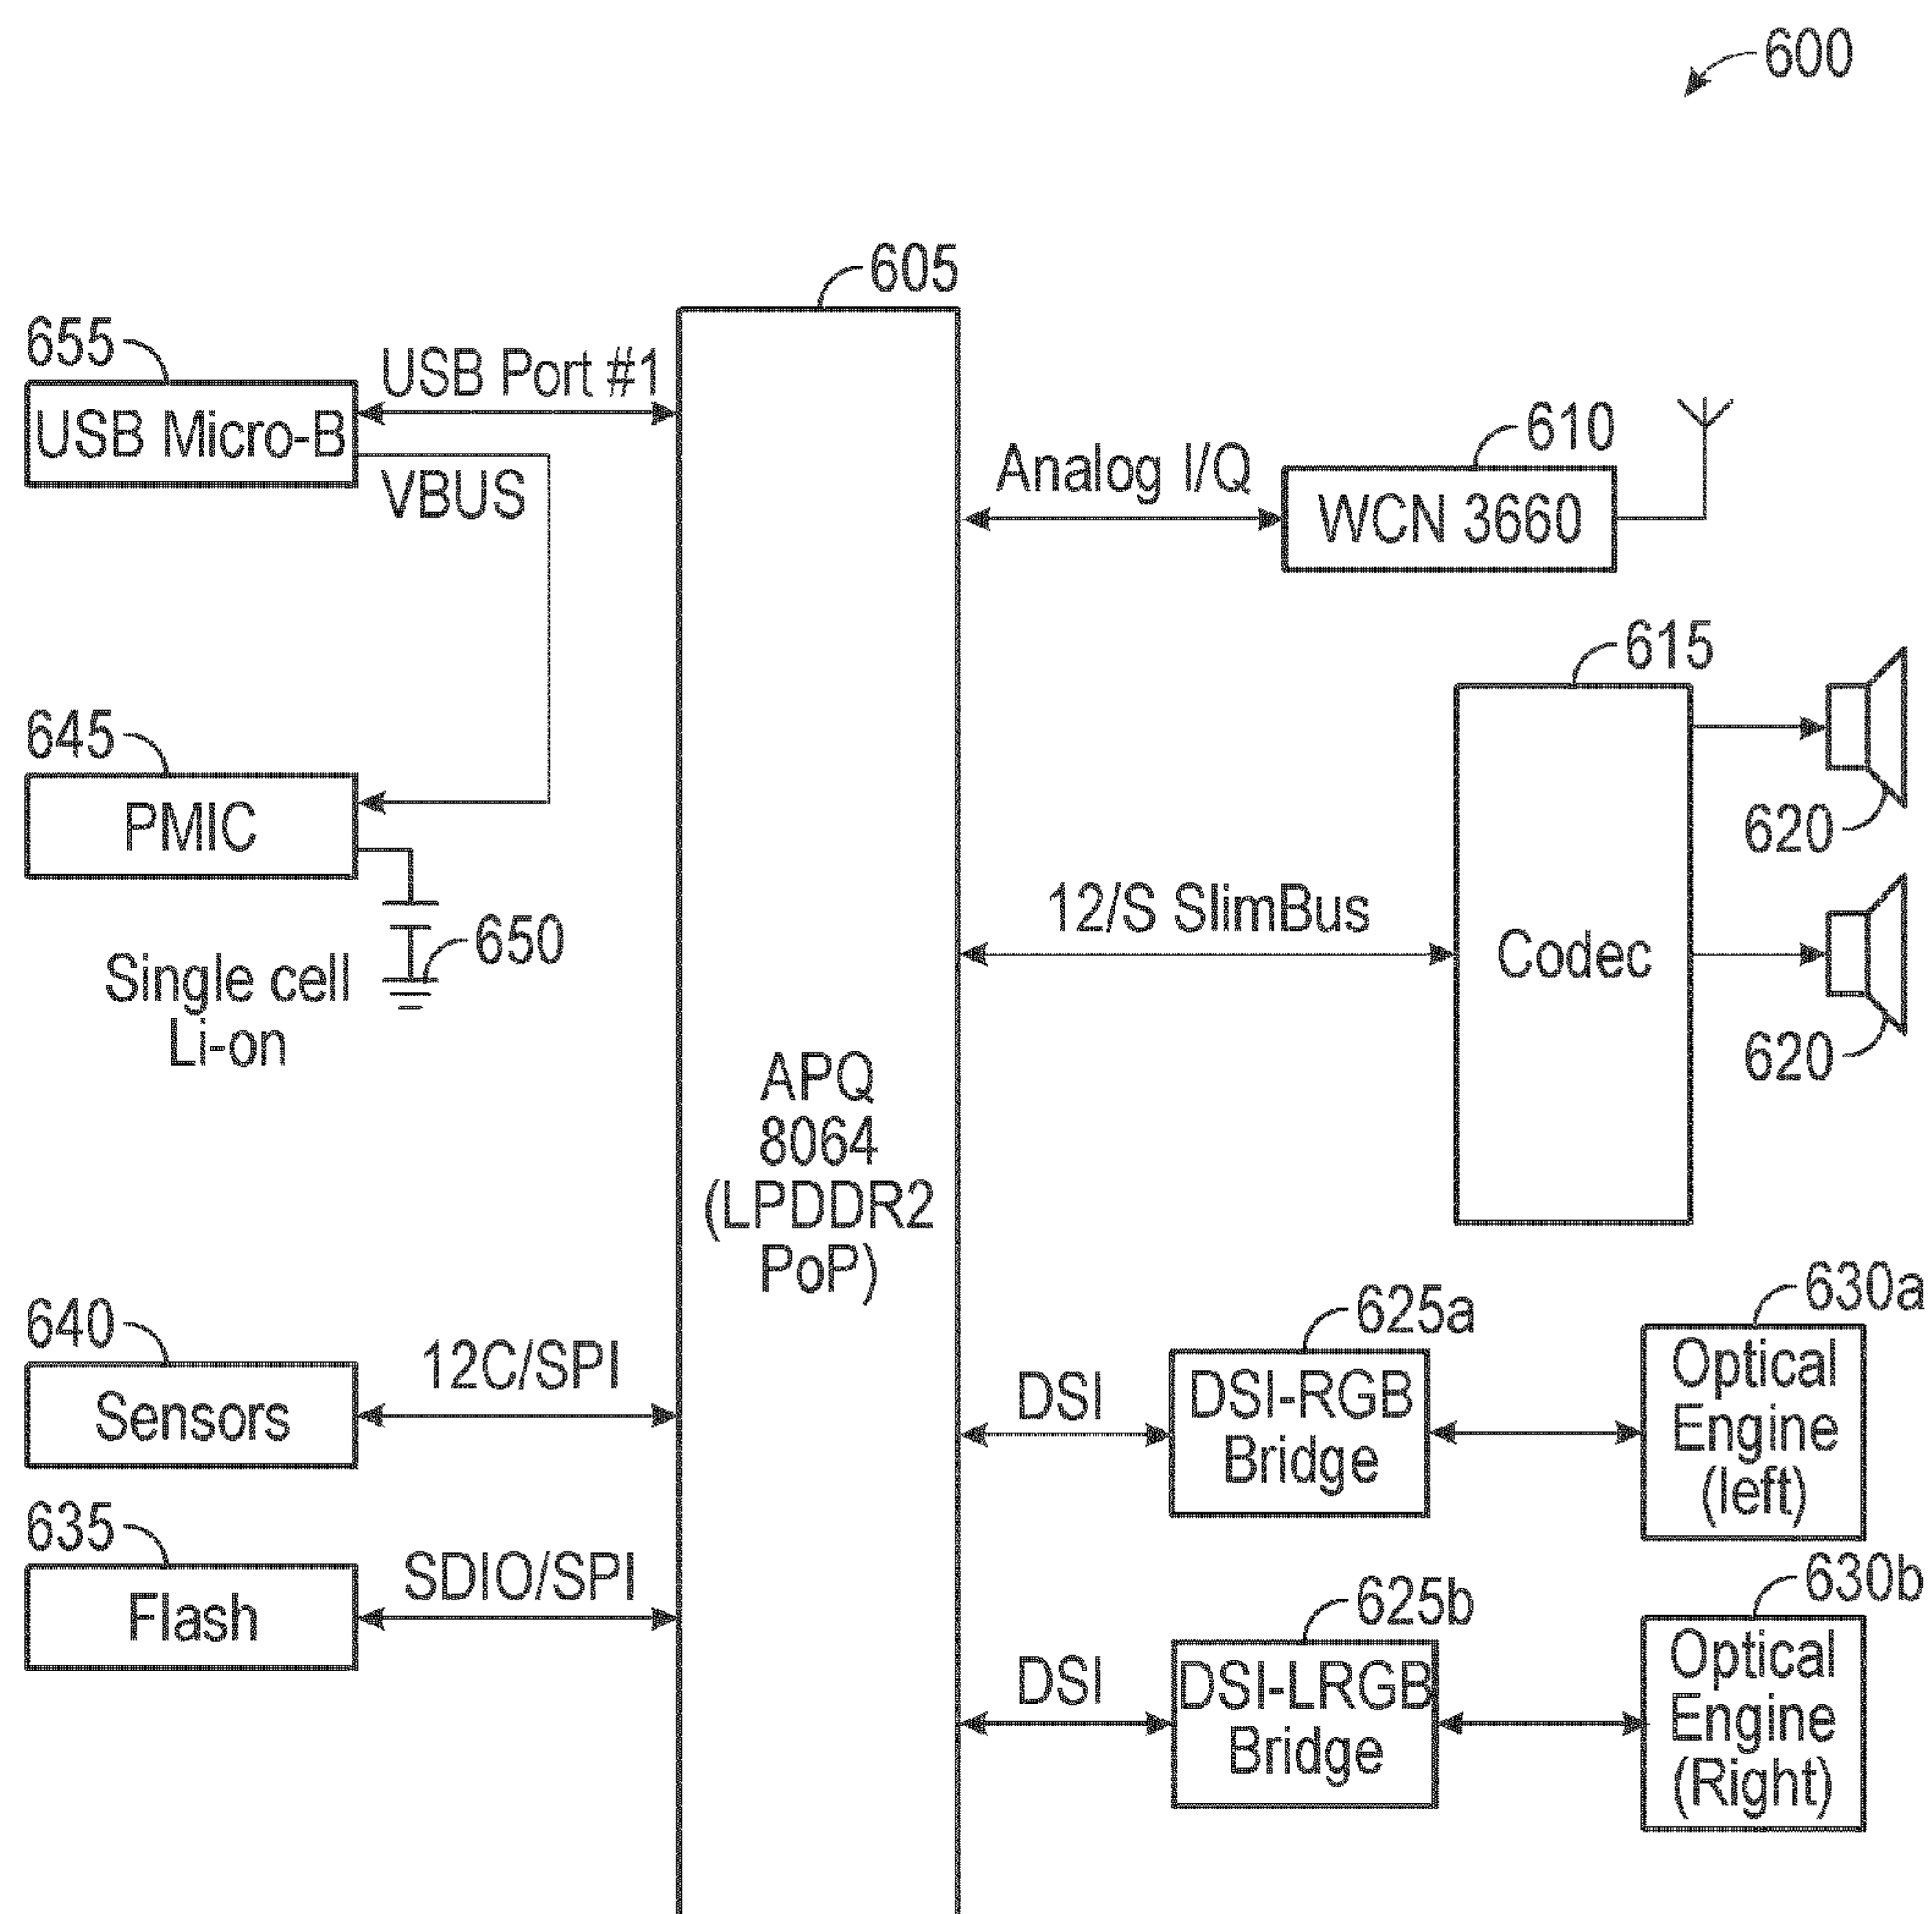 600
605
655
USB Port #1
USB Micro-B
VBUS
610
Analog I/Q
WCN 3660
615
645
PMIC
620
650
Single cell
Li-on
12/S SlimBus
Codec
620
APQ
8064
(LPDDR2
PoP)
640
12C/SPI
Sensors
635
SDIO/SPI
Flash
625a
DSI
DSI-RGB
Bridge
630a
Optical
Engine
(left)
625b
DSI
DSI-LRGB
Bridge
630b
Optical
Engine
(Right)